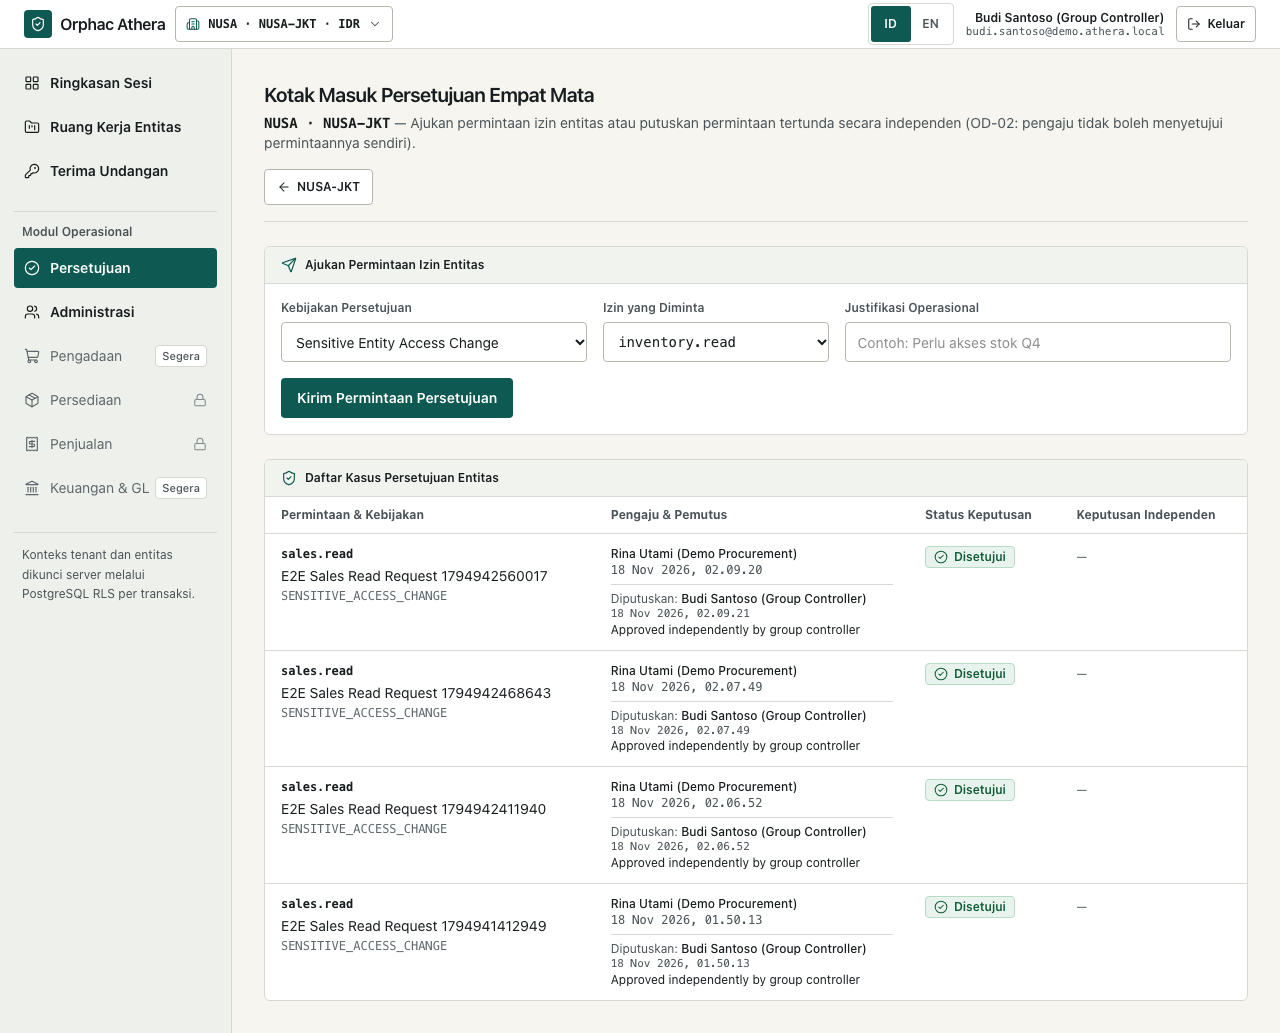 Orphac Athera
NUSA · NUSA-JKT · IDR
ID
EN
Budi Santoso (Group Controller)
budi.santoso@demo.athera.local
Keluar
Ringkasan Sesi
Ruang Kerja Entitas
Terima Undangan
Modul Operasional
Persetujuan
Administrasi
Pengadaan
Segera
Persediaan
Penjualan
Keuangan & GL
Segera
Konteks tenant dan entitas
dikunci server melalui
PostgreSQL RLS per transaksi.
Kotak Masuk Persetujuan Empat Mata
NUSA · NUSA-JKT — Ajukan permintaan izin entitas atau putuskan permintaan tertunda secara independen (OD-02: pengaju tidak boleh menyetujui
permintaannya sendiri).
← NUSA-JKT
Ajukan Permintaan Izin Entitas
Kebijakan Persetujuan
Izin yang Diminta
Justifikasi Operasional
Sensitive Entity Access Change
inventory.read
Contoh: Perlu akses stok Q4
Kirim Permintaan Persetujuan
Daftar Kasus Persetujuan Entitas
Permintaan & Kebijakan
Pengaju & Pemutus
Status Keputusan
Keputusan Independen
sales.read
E2E Sales Read Request 1794942560017
SENSITIVE_ACCESS_CHANGE
Rina Utami (Demo Procurement)
18 Nov 2026, 02.09.20
Diputuskan: Budi Santoso (Group Controller)
18 Nov 2026, 02.09.21
Approved independently by group controller
Disetujui
—
sales.read
E2E Sales Read Request 1794942468643
SENSITIVE_ACCESS_CHANGE
Rina Utami (Demo Procurement)
18 Nov 2026, 02.07.49
Diputuskan: Budi Santoso (Group Controller)
18 Nov 2026, 02.07.49
Approved independently by group controller
Disetujui
—
sales.read
E2E Sales Read Request 1794942411940
SENSITIVE_ACCESS_CHANGE
Rina Utami (Demo Procurement)
18 Nov 2026, 02.06.52
Diputuskan: Budi Santoso (Group Controller)
18 Nov 2026, 02.06.52
Approved independently by group controller
Disetujui
—
sales.read
E2E Sales Read Request 1794941412949
SENSITIVE_ACCESS_CHANGE
Rina Utami (Demo Procurement)
18 Nov 2026, 01.50.13
Diputuskan: Budi Santoso (Group Controller)
18 Nov 2026, 01.50.13
Approved independently by group controller
Disetujui
—